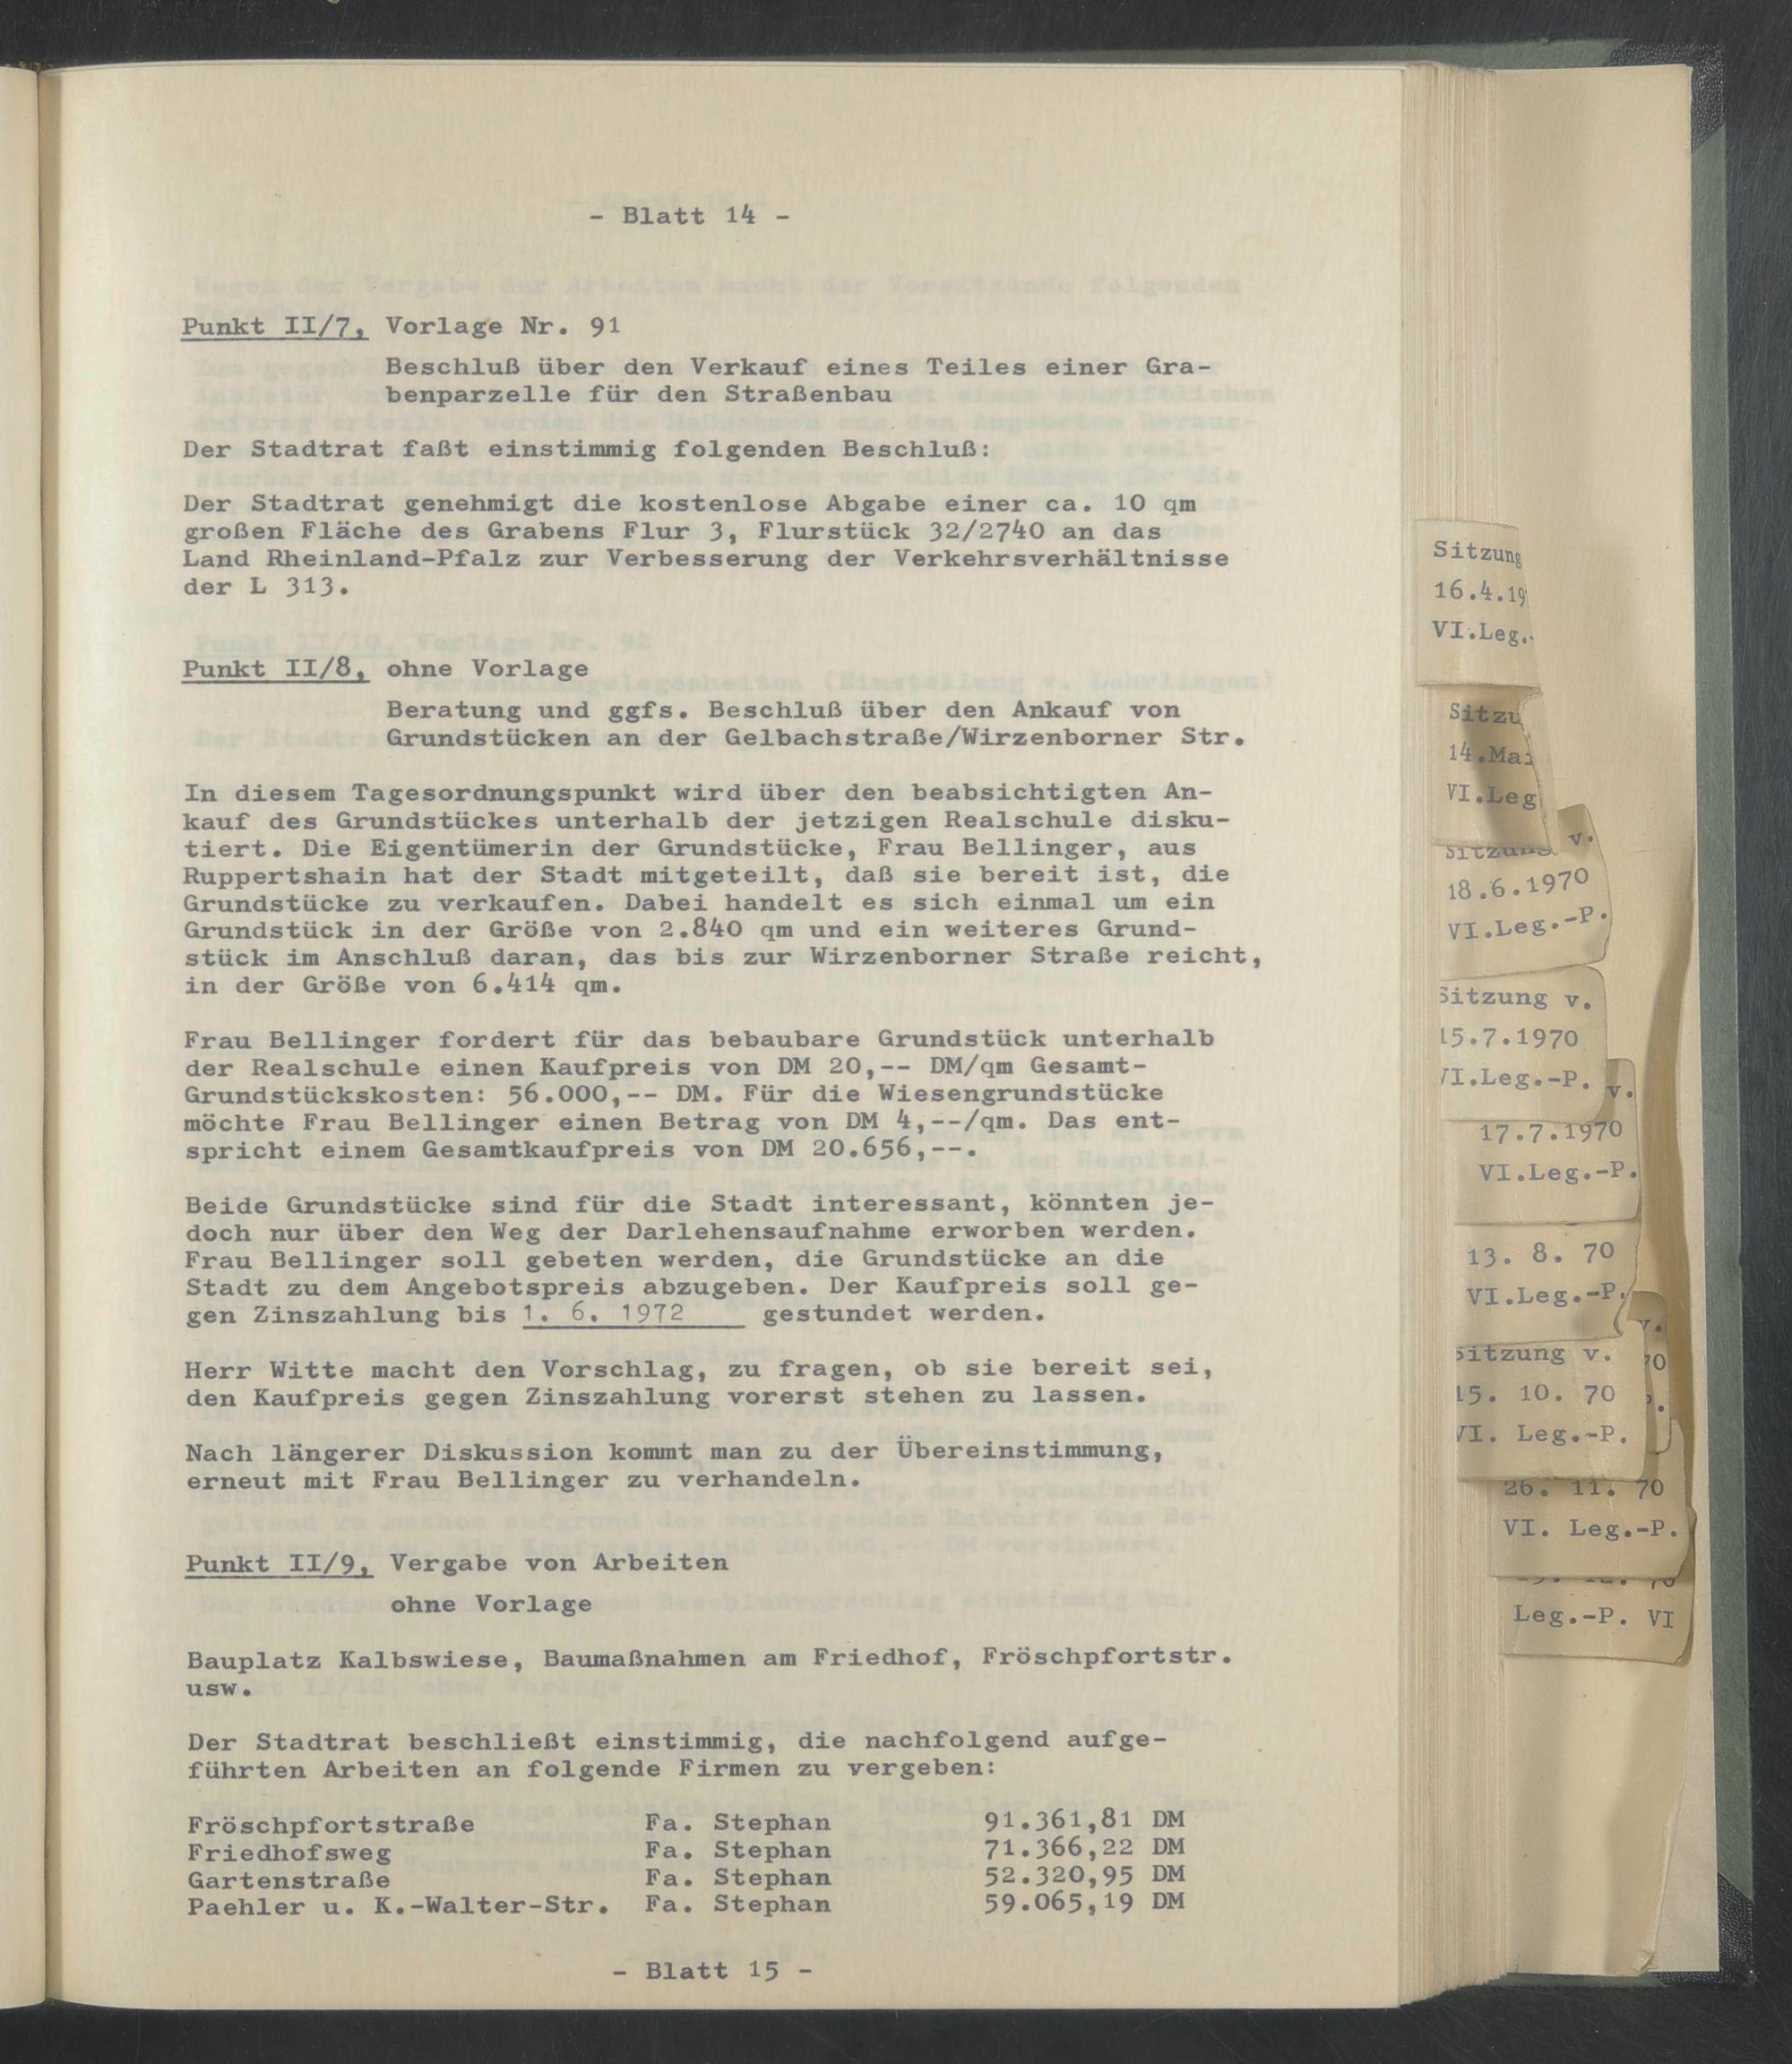 - Blatt 14 -
Punkt II/7, Vorlage Nr. 91
Beschluß über den Verkauf eines Teiles einer Gra-
benparzelle für den Straßenbau
Der Stadtrat faßt einstimmig folgenden Beschluß:
Der Stadtrat genehmigt die kostenlose Abgabe einer ca. 10 qm
großen Fläche des Grabens Flur 3, Flurstück 32/2740 an das
Land Rheinland-Pfalz zur Verbesserung der Verkehrsverhältnisse
der L 313.
Punkt II/8, ohne Vorlage
Beratung und ggfs. Beschluß über den Ankauf von
Grundstücken an der Gelbachstraße/Wirzenborner Str.
In diesem Tagesordnungspunkt wird über den beabsichtigten An-
kauf des Grundstückes unterhalb der jetzigen Realschule disku-
tiert. Die Eigentümerin der Grundstücke, Frau Bellinger, aus
Ruppertshain hat der Stadt mitgeteilt, daß sie bereit ist, die
Grundstücke zu verkaufen. Dabei handelt es sich einmal um ein
Grundstück in der Größe von 2.840 qm und ein weiteres Grund-
stück im Anschluß daran, das bis zur Wirzenborner Straße reicht,
in der Größe von 6.414 qm.
Frau Bellinger fordert für das bebaubare Grundstück unterhalb
der Realschule einen Kaufpreis von DM 20,-- DM/qm Gesamt-
Grundstückskosten: 56.000,-- DM. Für die Wiesengrundstücke
möchte Frau Bellinger einen Betrag von DM 4,--/qm. Das ent-
spricht einem Gesamtkaufpreis von DM 20.656,--.
Beide Grundstücke sind für die Stadt interessant, könnten je-
doch nur über den Weg der Darlehensaufnahme erworben werden.
Frau Bellinger soll gebeten werden, die Grundstücke an die
Stadt zu dem Angebotspreis abzugeben. Der Kaufpreis soll ge-
gen Zinszahlung bis 1. 6. 1972 gestundet werden.
Herr Witte macht den Vorschlag, zu fragen, ob sie bereit sei,
den Kaufpreis gegen Zinszahlung vorerst stehen zu lassen.
Nach längerer Diskussion kommt man zu der Übereinstimmung,
erneut mit Frau Bellinger zu verhandeln.
Punkt II/9, Vergabe von Arbeiten
ohne Vorlage
Bauplatz Kalbswiese, Baumaßnahmen am Friedhof, Fröschpfortstr.
usw.
Der Stadtrat beschließt einstimmig, die nachfolgend aufge-
führten Arbeiten an folgende Firmen zu vergeben:
Fröschpfortstraße Fa. Stephan 91.361,81 DM
Friedhofsweg Fa. Stephan 71.366,22 DM
Gartenstraße Fa. Stephan 52.320,95 DM
Paehler u. K.-Walter-Str. Fa. Stephan 59.065,19 DM
- Blatt 15 -
Sitzung
16.4.19
VI.Leg.
Sitzu
14.Mai
VI.Leg
Sitzung v.
18.6.1970
VI.Leg.-P.
Sitzung v.
15.7.1970
VI.Leg.-P.
v.
17.7.1970
VI.Leg.-P.
13. 8. 70
VI.Leg.-P.
v.
Sitzung v.
70
15. 10. 70
VI. Leg.-P.
26. 11. 70
VI. Leg.-P.
Leg.-P. VI